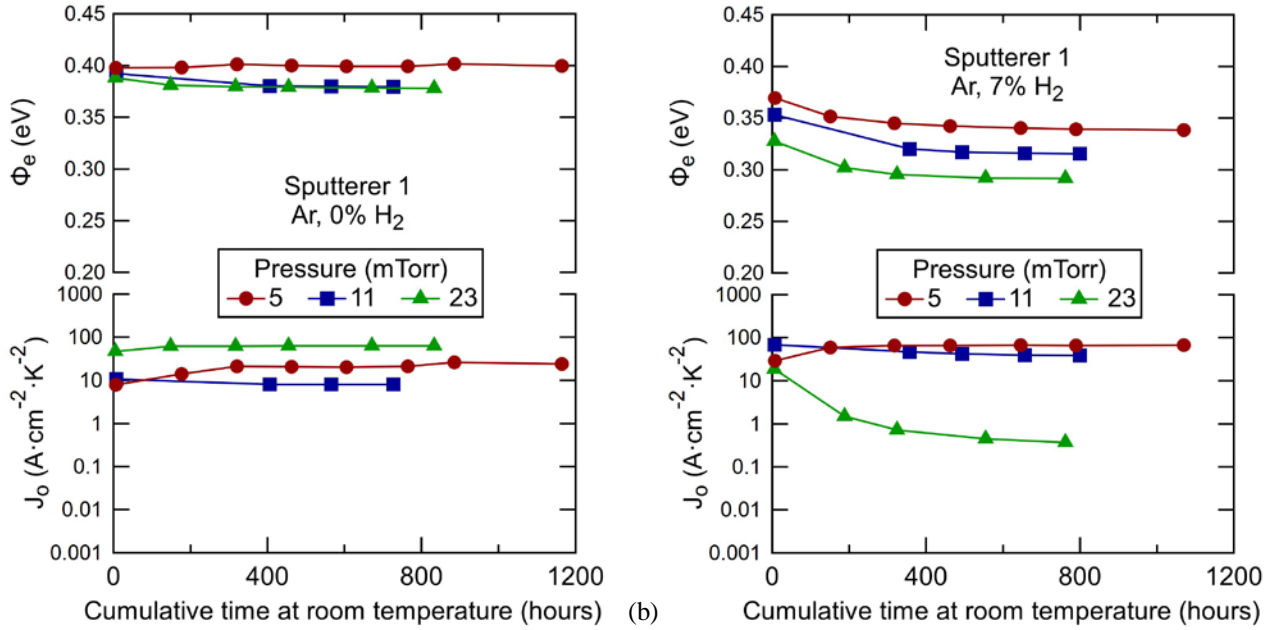 0.45
0.40
0.35
0.30
0.25
0.20
Φe (eV)
Sputterer 1
Ar, 0% H2
Pressure (mTorr)
5 11 23
1000
100
10
1
0.1
0.01
0.001
Jo (A·cm-2·K-2)
0 400 800 1200
Cumulative time at room temperature (hours)
(b)
0.45
0.40
0.35
0.30
0.25
0.20
Φe (eV)
Sputterer 1
Ar, 7% H2
Pressure (mTorr)
5 11 23
1000
100
10
1
0.1
0.01
0.001
Jo (A·cm-2·K-2)
0 400 800 1200
Cumulative time at room temperature (hours)